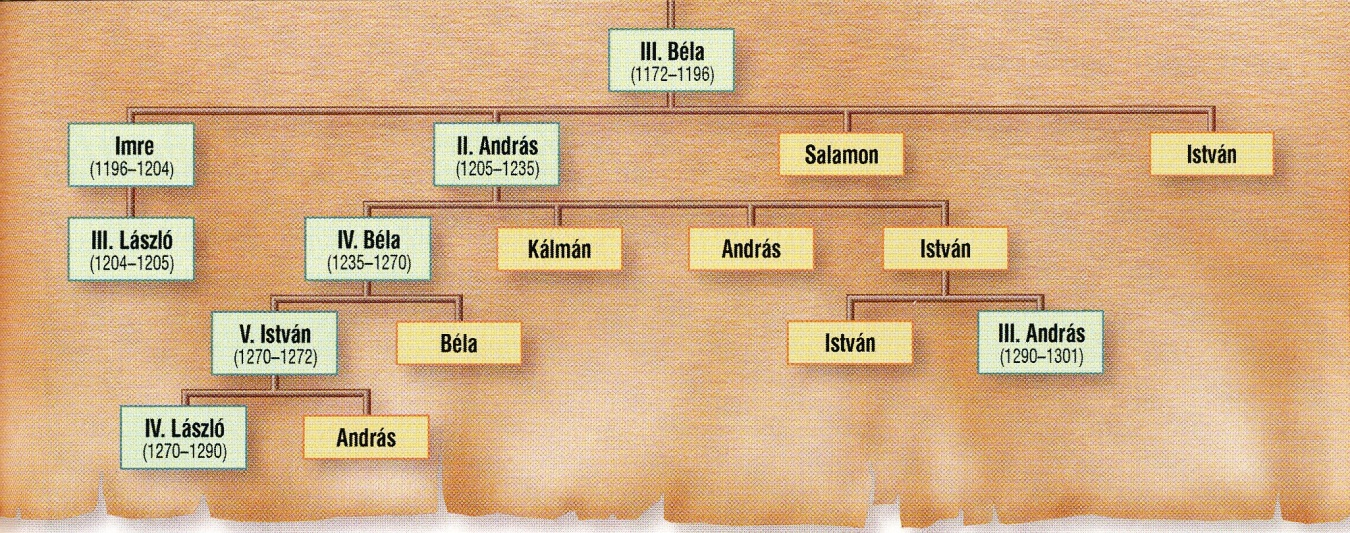 III. Béla
(1172–1196)
Imre
(1196–1204)
II. András
(1205–1235)
Salamon
István
III. László
(1204–1205)
IV. Béla
(1235–1270)
Kálmán
András
István
V. István
(1270–1272)
Béla
István
III. András
(1290–1301)
IV. László
(1270–1290)
András